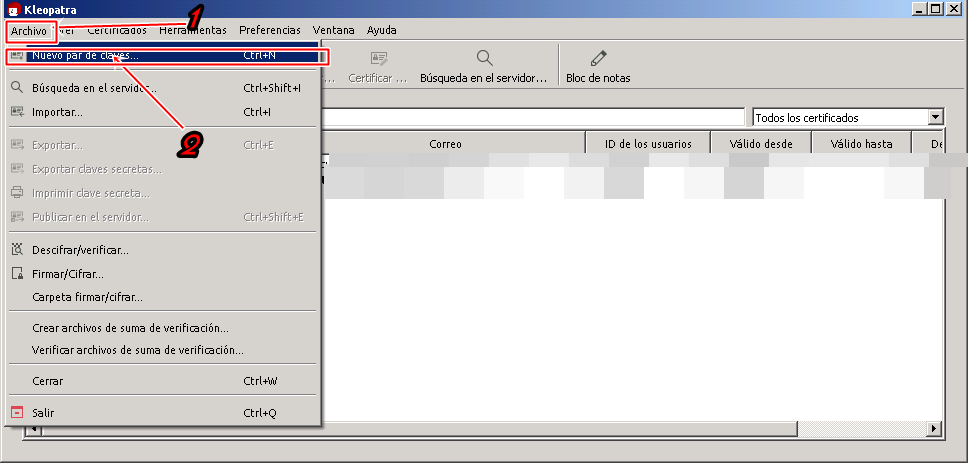 Kleopatra
Archivo Ver Certificados Herramientas Preferencias Ventana Ayuda
1
Nuevo par de claves... Ctrl+N
... Certificar ... Búsqueda en el servidor... Bloc de notas
Búsqueda en el servidor... Ctrl+Shift+I
Importar... Ctrl+I
Todos los certificados
2
Exportar... Ctrl+E
Correo ID de los usuarios Válido desde Válido hasta De
Exportar claves secretas...
Imprimir clave secreta...
Publicar en el servidor... Ctrl+Shift+E
Descifrar/verificar...
Firmar/Cifrar...
Carpeta firmar/cifrar...
Crear archivos de suma de verificación...
Verificar archivos de suma de verificación...
Cerrar Ctrl+W
Salir Ctrl+Q